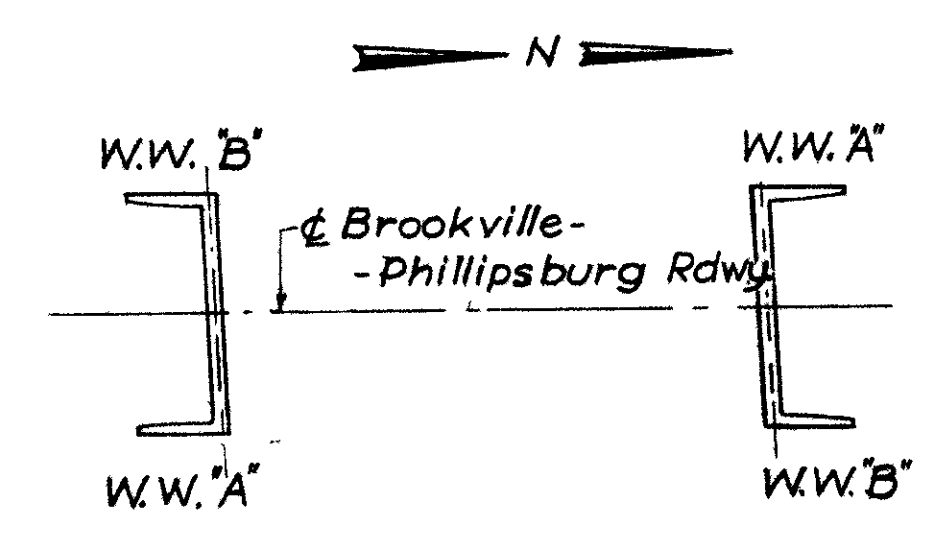 N
W.W. "B"
W.W. "A"
℄ Brookville-
-Phillipsburg Rdwy
W.W. "A"
W.W. "B"